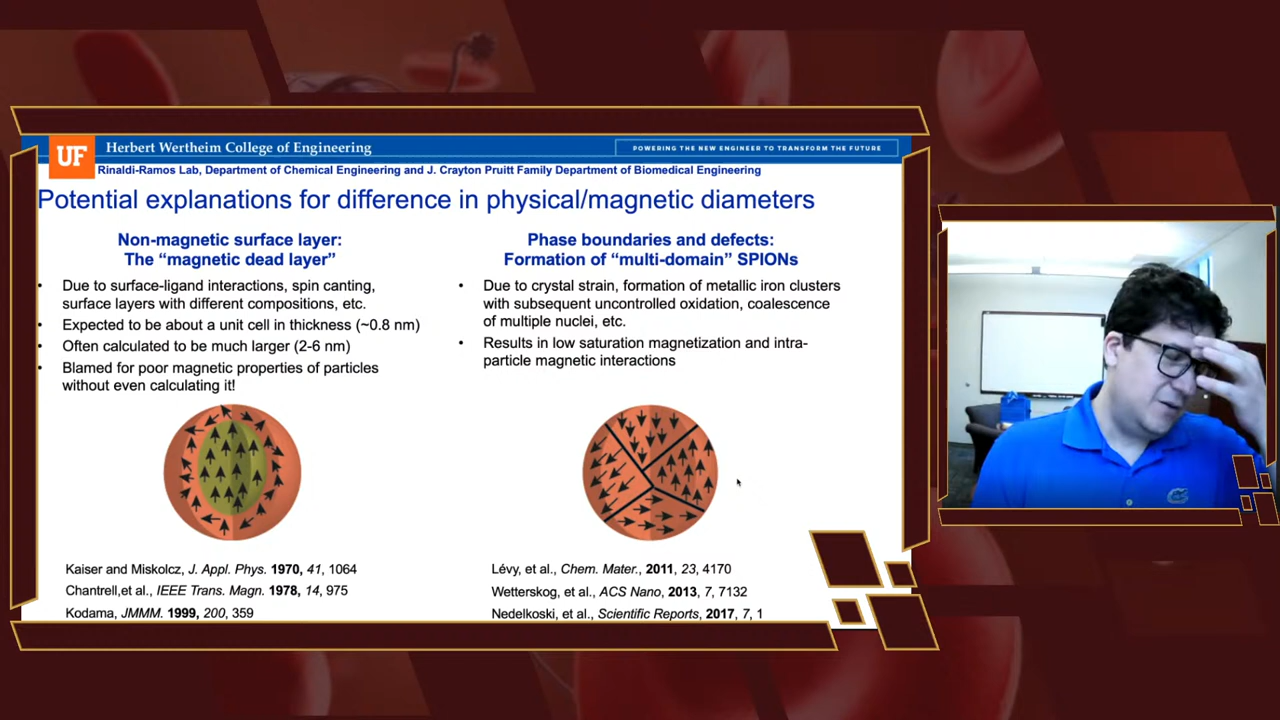 UF
Herbert Wertheim College of Engineering
POWERING THE NEW ENGINEER TO TRANSFORM THE FUTURE
Rinaldi-Ramos Lab, Department of Chemical Engineering and J. Crayton Pruitt Family Department of Biomedical Engineering
Potential explanations for difference in physical/magnetic diameters
Non-magnetic surface layer:
The “magnetic dead layer”
• Due to surface-ligand interactions, spin canting,
surface layers with different compositions, etc.
• Expected to be about a unit cell in thickness (~0.8 nm)
• Often calculated to be much larger (2-6 nm)
• Blamed for poor magnetic properties of particles
without even calculating it!
Kaiser and Miskolcz, J. Appl. Phys. 1970, 41, 1064
Chantrell,et al., IEEE Trans. Magn. 1978, 14, 975
Kodama, JMMM. 1999, 200, 359
Phase boundaries and defects:
Formation of “multi-domain” SPIONs
• Due to crystal strain, formation of metallic iron clusters
with subsequent uncontrolled oxidation, coalescence
of multiple nuclei, etc.
• Results in low saturation magnetization and intra-
particle magnetic interactions
Lévy, et al., Chem. Mater., 2011, 23, 4170
Wetterskog, et al., ACS Nano, 2013, 7, 7132
Nedelkoski, et al., Scientific Reports, 2017, 7, 1